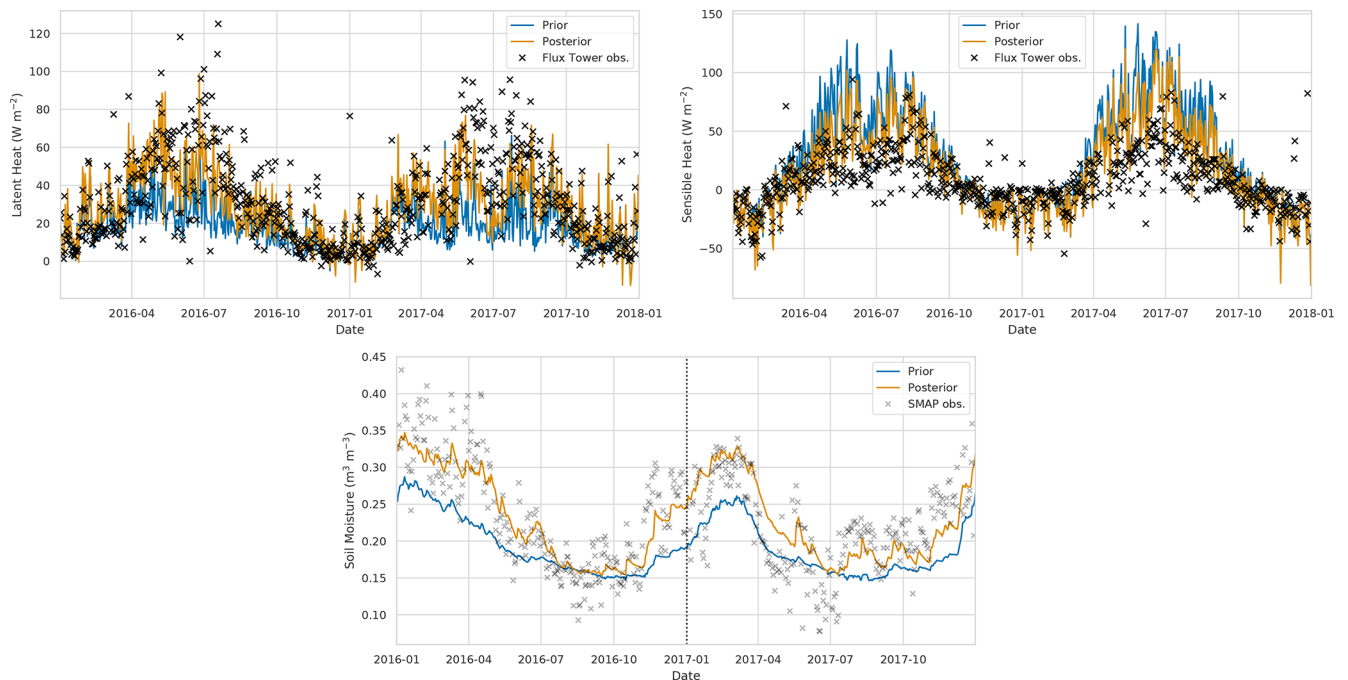 120
100
80
60
40
20
0
Latent Heat (W m⁻²)
Prior
Posterior
Flux Tower obs.
2016-04 2016-07 2016-10 2017-01 2017-04 2017-07 2017-10 2018-01
Date
150
100
50
0
−50
Sensible Heat (W m⁻²)
Prior
Posterior
Flux Tower obs.
2016-04 2016-07 2016-10 2017-01 2017-04 2017-07 2017-10 2018-01
Date
0.45
0.40
0.35
0.30
0.25
0.20
0.15
0.10
Soil Moisture (m³ m⁻³)
Prior
Posterior
SMAP obs.
2016-01 2016-04 2016-07 2016-10 2017-01 2017-04 2017-07 2017-10
Date